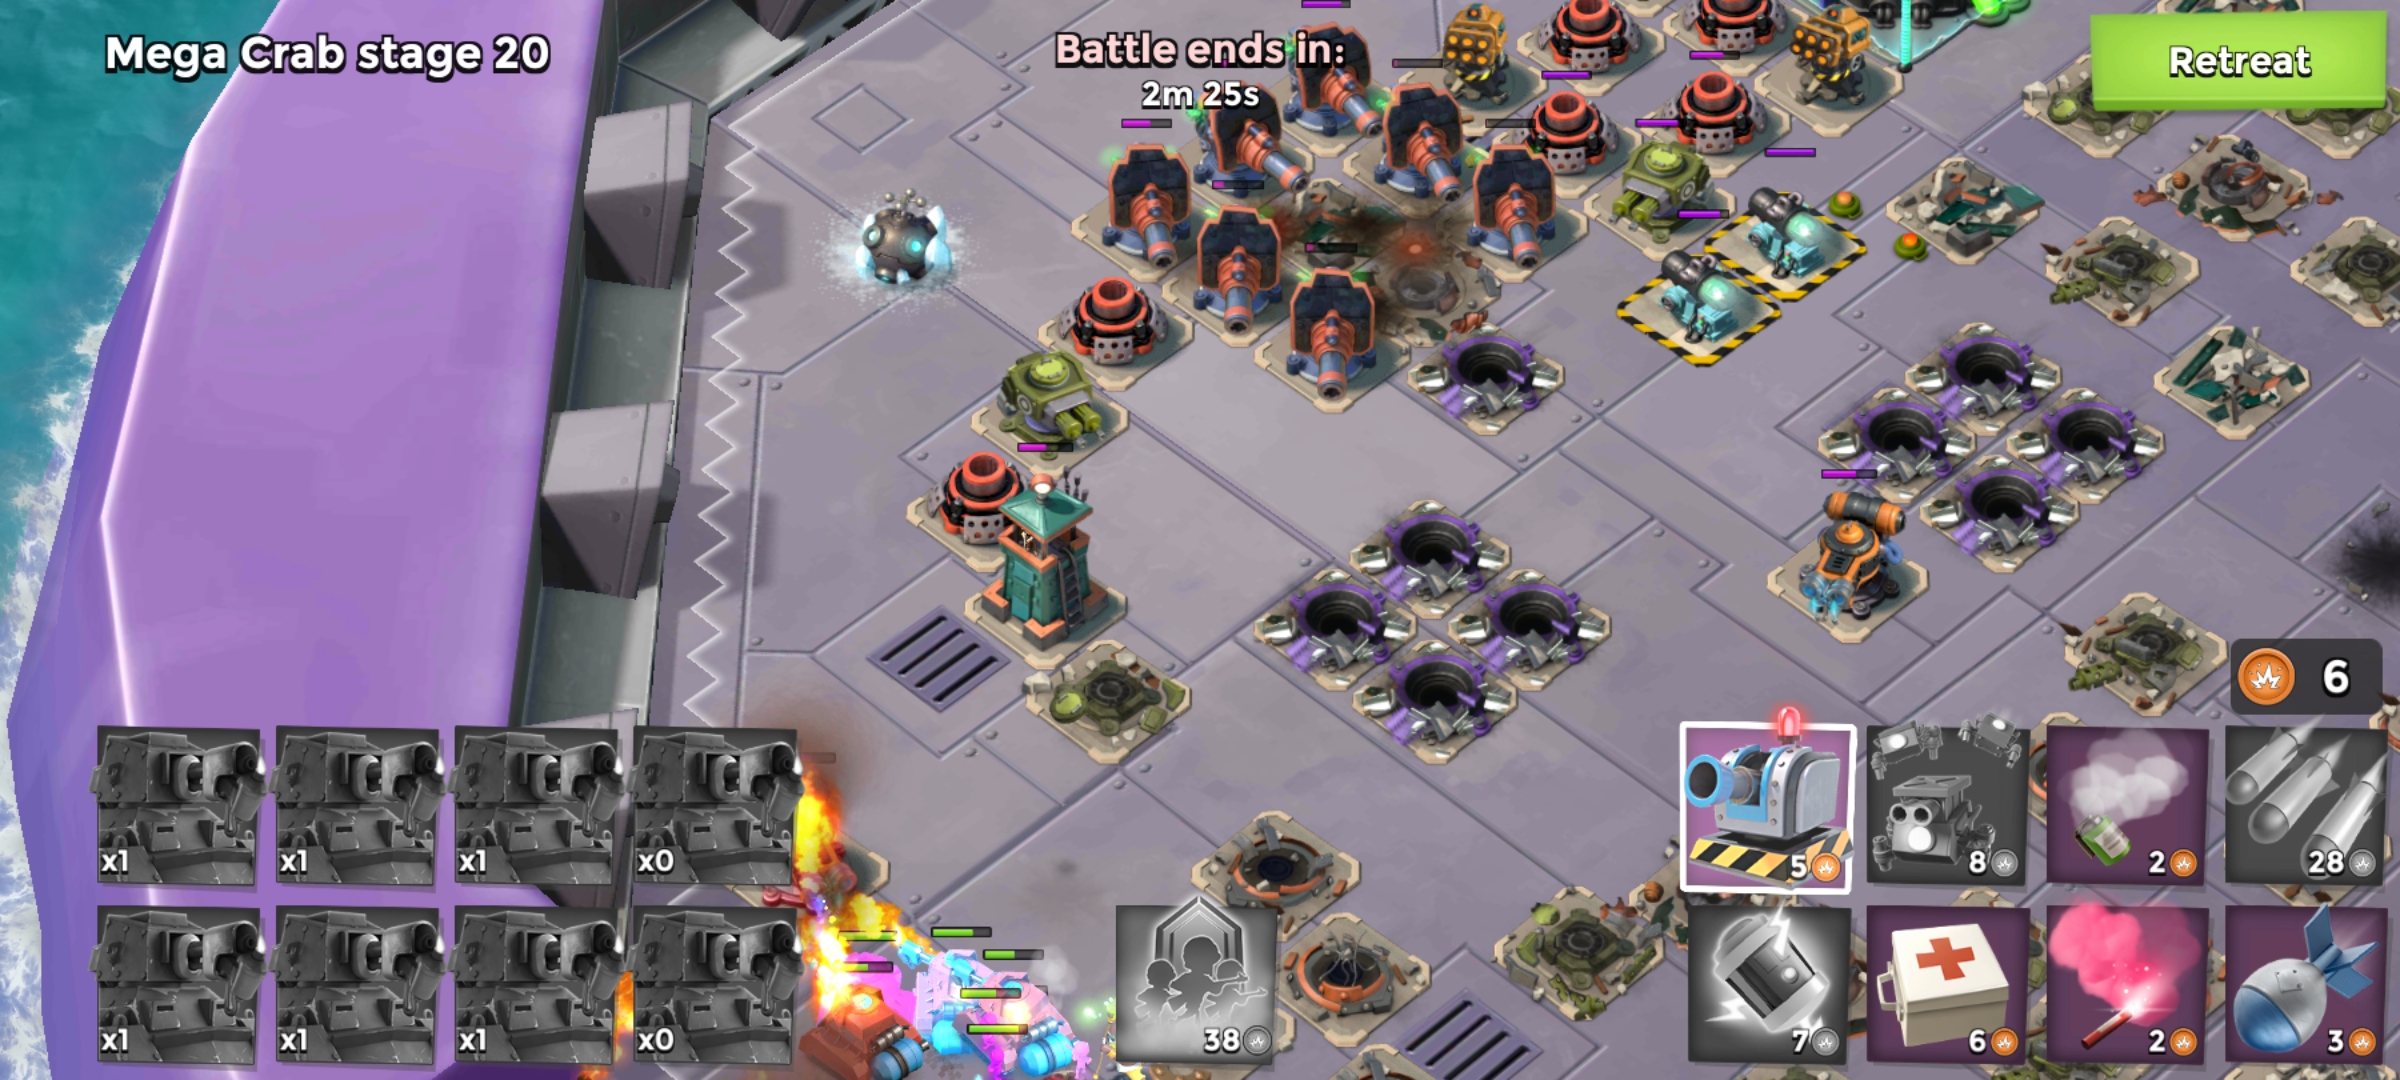 Mega Crab stage 20
Battle ends in:
2m 25s
Retreat
6
x1
x1
x1
x0
5
8
2
28
x1
x1
x1
x0
38
7
6
2
3